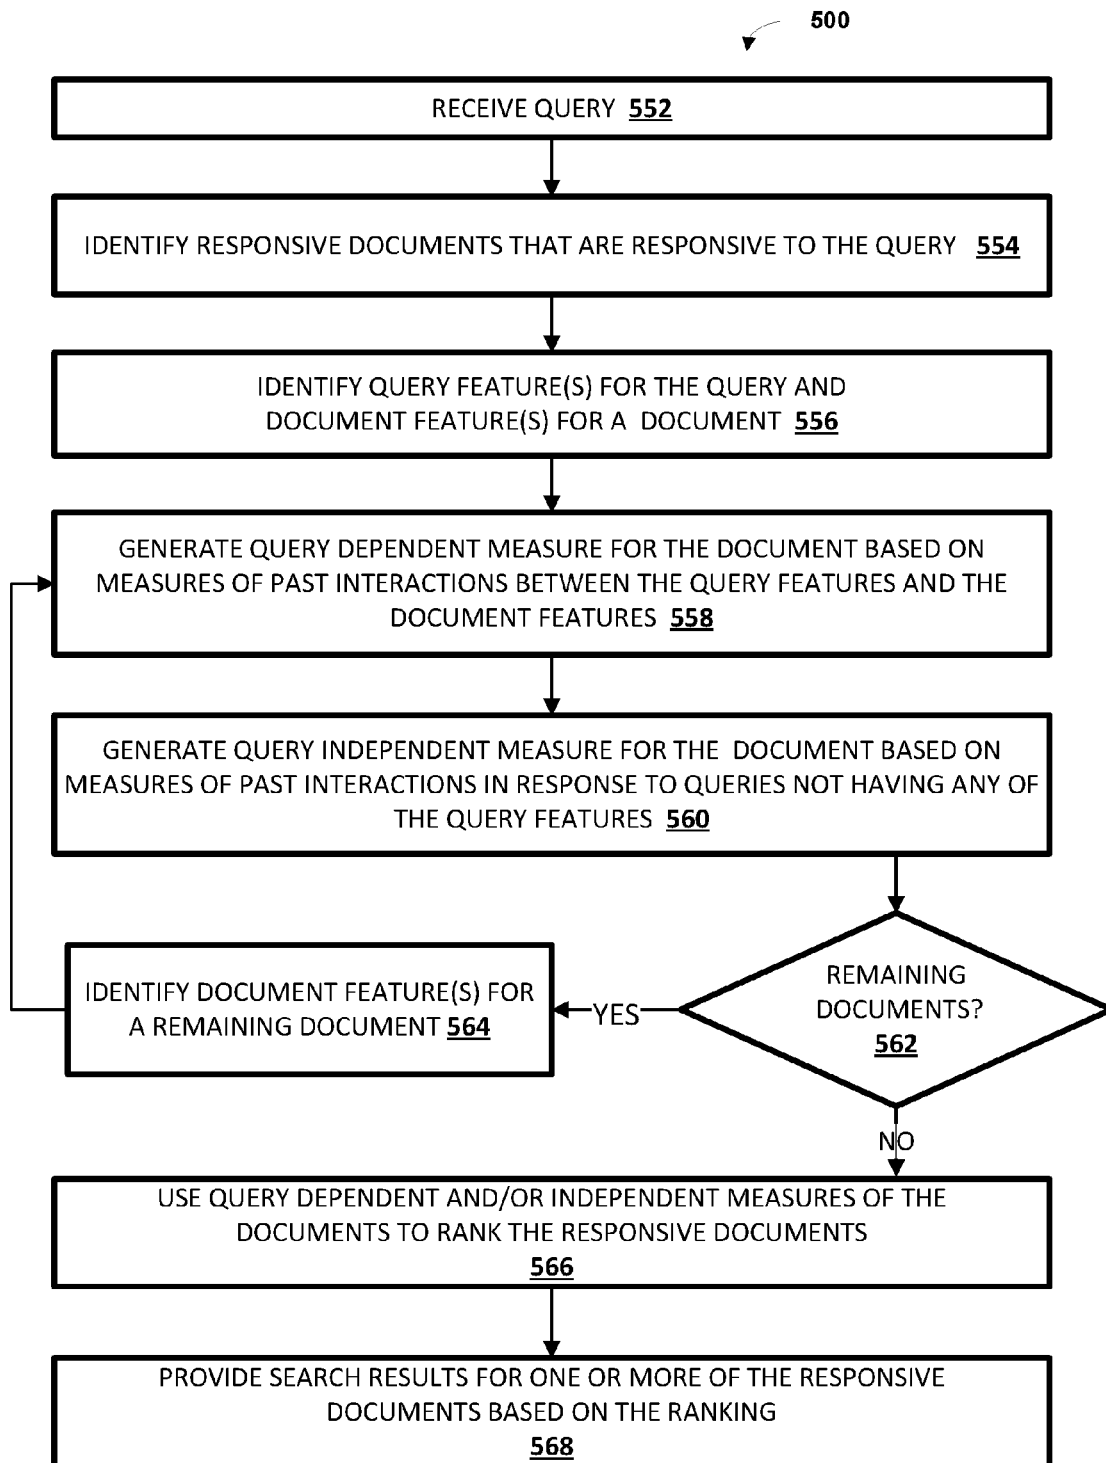 500
RECEIVE QUERY 552
IDENTIFY RESPONSIVE DOCUMENTS THAT ARE RESPONSIVE TO THE QUERY 554
IDENTIFY QUERY FEATURE(S) FOR THE QUERY AND
DOCUMENT FEATURE(S) FOR A DOCUMENT 556
GENERATE QUERY DEPENDENT MEASURE FOR THE DOCUMENT BASED ON
MEASURES OF PAST INTERACTIONS BETWEEN THE QUERY FEATURES AND THE
DOCUMENT FEATURES 558
GENERATE QUERY INDEPENDENT MEASURE FOR THE DOCUMENT BASED ON
MEASURES OF PAST INTERACTIONS IN RESPONSE TO QUERIES NOT HAVING ANY OF
THE QUERY FEATURES 560
REMAINING
DOCUMENTS?
562
YES
IDENTIFY DOCUMENT FEATURE(S) FOR
A REMAINING DOCUMENT 564
NO
USE QUERY DEPENDENT AND/OR INDEPENDENT MEASURES OF THE
DOCUMENTS TO RANK THE RESPONSIVE DOCUMENTS
566
PROVIDE SEARCH RESULTS FOR ONE OR MORE OF THE RESPONSIVE
DOCUMENTS BASED ON THE RANKING
568